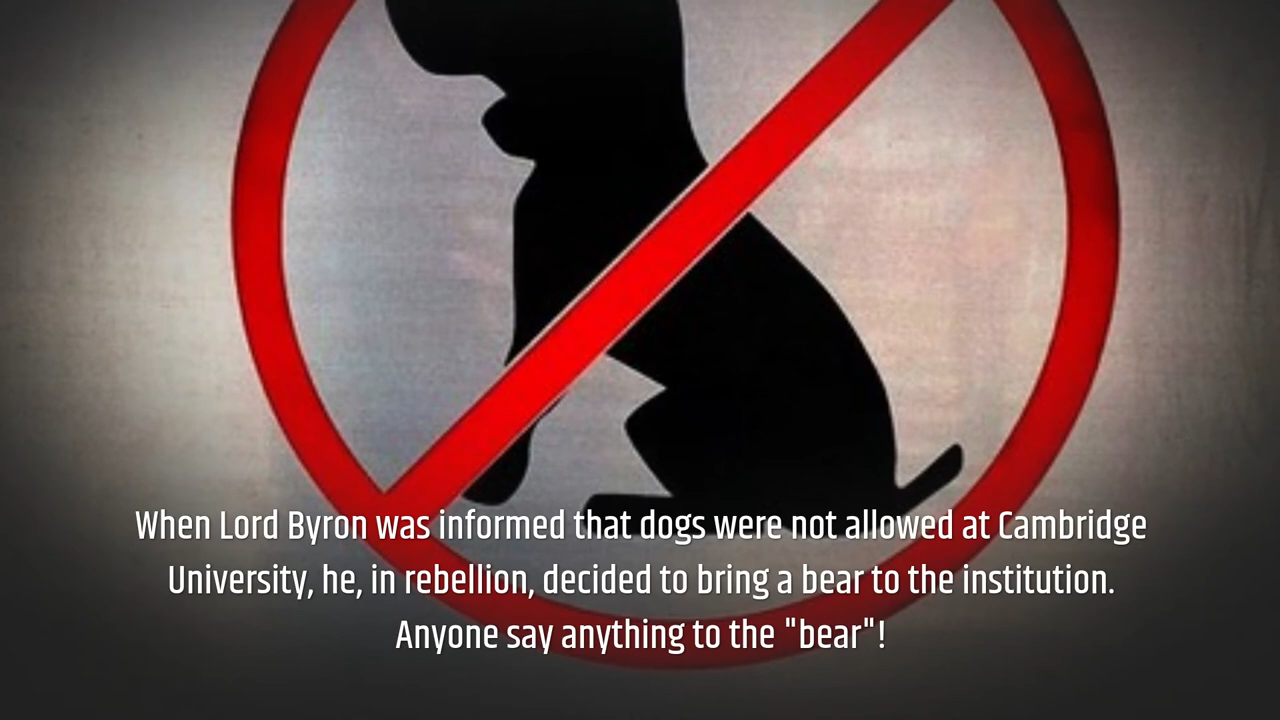 When Lord Byron was informed that dogs were not allowed at Cambridge
University, he, in rebellion, decided to bring a bear to the institution.
Anyone say anything to the "bear"!